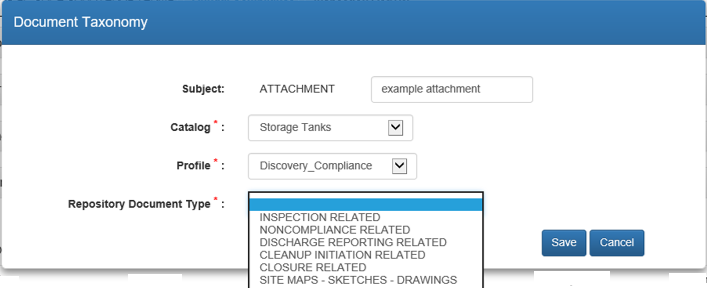 Document Taxonomy
Subject: ATTACHMENT example attachment
Catalog * : Storage Tanks
Profile * : Discovery_Compliance
Repository Document Type * :
INSPECTION RELATED
NONCOMPLIANCE RELATED
DISCHARGE REPORTING RELATED
CLEANUP INITIATION RELATED
CLOSURE RELATED
SITE MAPS - SKETCHES - DRAWINGS
Save Cancel